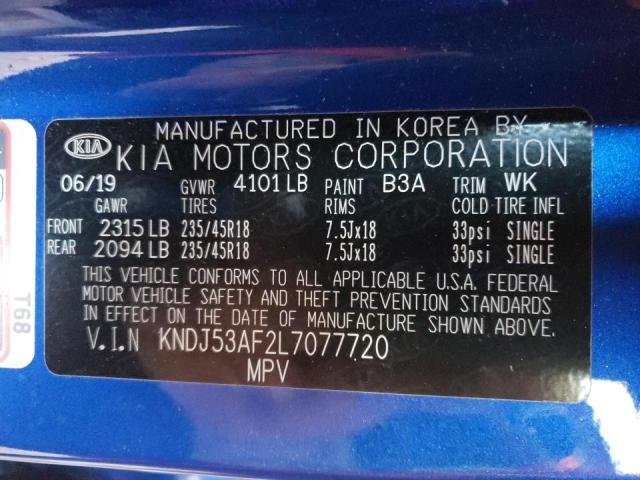 MANUFACTURED IN KOREA BY
KIA KIA MOTORS CORPORATION
06/19 GVWR 4101 LB PAINT B3A TRIM WK
GAWR TIRES RIMS COLD TIRE INFL
FRONT 2315 LB 235/45R18 7.5Jx18 33psi SINGLE
REAR 2094 LB 235/45R18 7.5Jx18 33psi SINGLE
THIS VEHICLE CONFORMS TO ALL APPLICABLE U.S.A. FEDERAL
MOTOR VEHICLE SAFETY AND THEFT PREVENTION STANDARDS
IN EFFECT ON THE DATE OF MANUFACTURE SHOWN ABOVE.
V.I.N KNDJ53AF2L7077720
MPV
T68